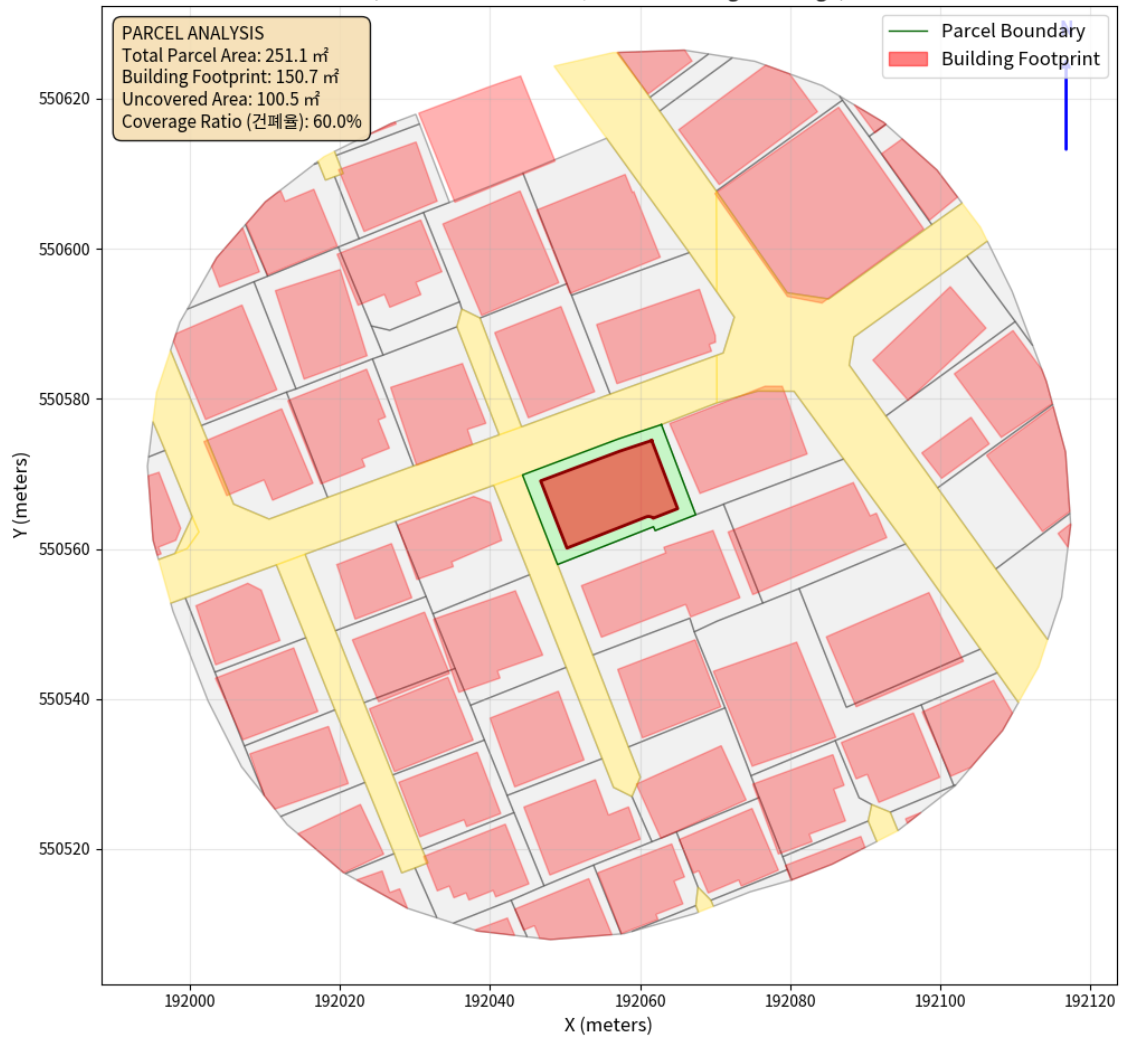 PARCEL ANALYSIS
Total Parcel Area: 251.1 ㎡
Building Footprint: 150.7 ㎡
Uncovered Area: 100.5 ㎡
Coverage Ratio (건폐율): 60.0%
Parcel Boundary
Building Footprint
N
550620
550600
550580
550560
550540
550520
Y (meters)
192000
192020
192040
192060
192080
192100
192120
X (meters)